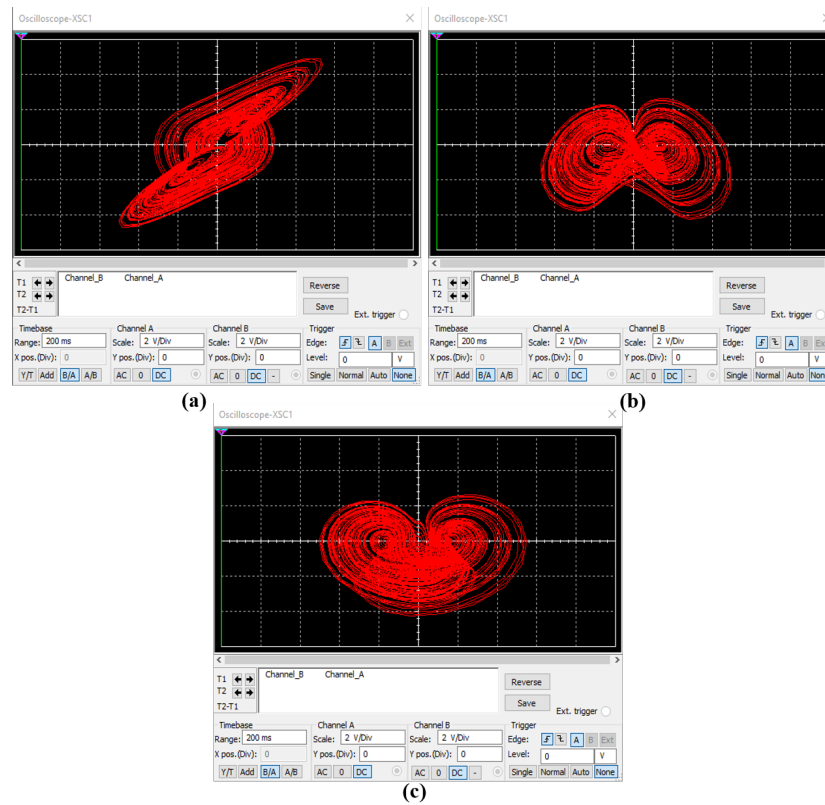 Oscilloscope-XSC1
T1
T2
T2-T1
Channel_B Channel_A
Reverse
Save
Ext. trigger
Timebase
Range: 200 ms
X pos.(Div): 0
Y/T Add B/A A/B
Channel A
Scale: 2 V/Div
Y pos.(Div): 0
AC 0 DC
Channel B
Scale: 2 V/Div
Y pos.(Div): 0
AC 0 DC -
Trigger
Edge: A B Ext
Level: 0 V
Single Normal Auto None
(a)
Oscilloscope-XSC1
T1
T2
T2-T1
Channel_B Channel_A
Reverse
Save
Ext. trigger
Timebase
Range: 200 ms
X pos.(Div): 0
Y/T Add B/A A/B
Channel A
Scale: 2 V/Div
Y pos.(Div): 0
AC 0 DC
Channel B
Scale: 2 V/Div
Y pos.(Div): 0
AC 0 DC -
Trigger
Edge: A B Ext
Level: 0 V
Single Normal Auto None
(b)
Oscilloscope-XSC1
T1
T2
T2-T1
Channel_B Channel_A
Reverse
Save
Ext. trigger
Timebase
Range: 200 ms
X pos.(Div): 0
Y/T Add B/A A/B
Channel A
Scale: 2 V/Div
Y pos.(Div): 0
AC 0 DC
Channel B
Scale: 2 V/Div
Y pos.(Div): 0
AC 0 DC -
Trigger
Edge: A B Ext
Level: 0 V
Single Normal Auto None
(c)